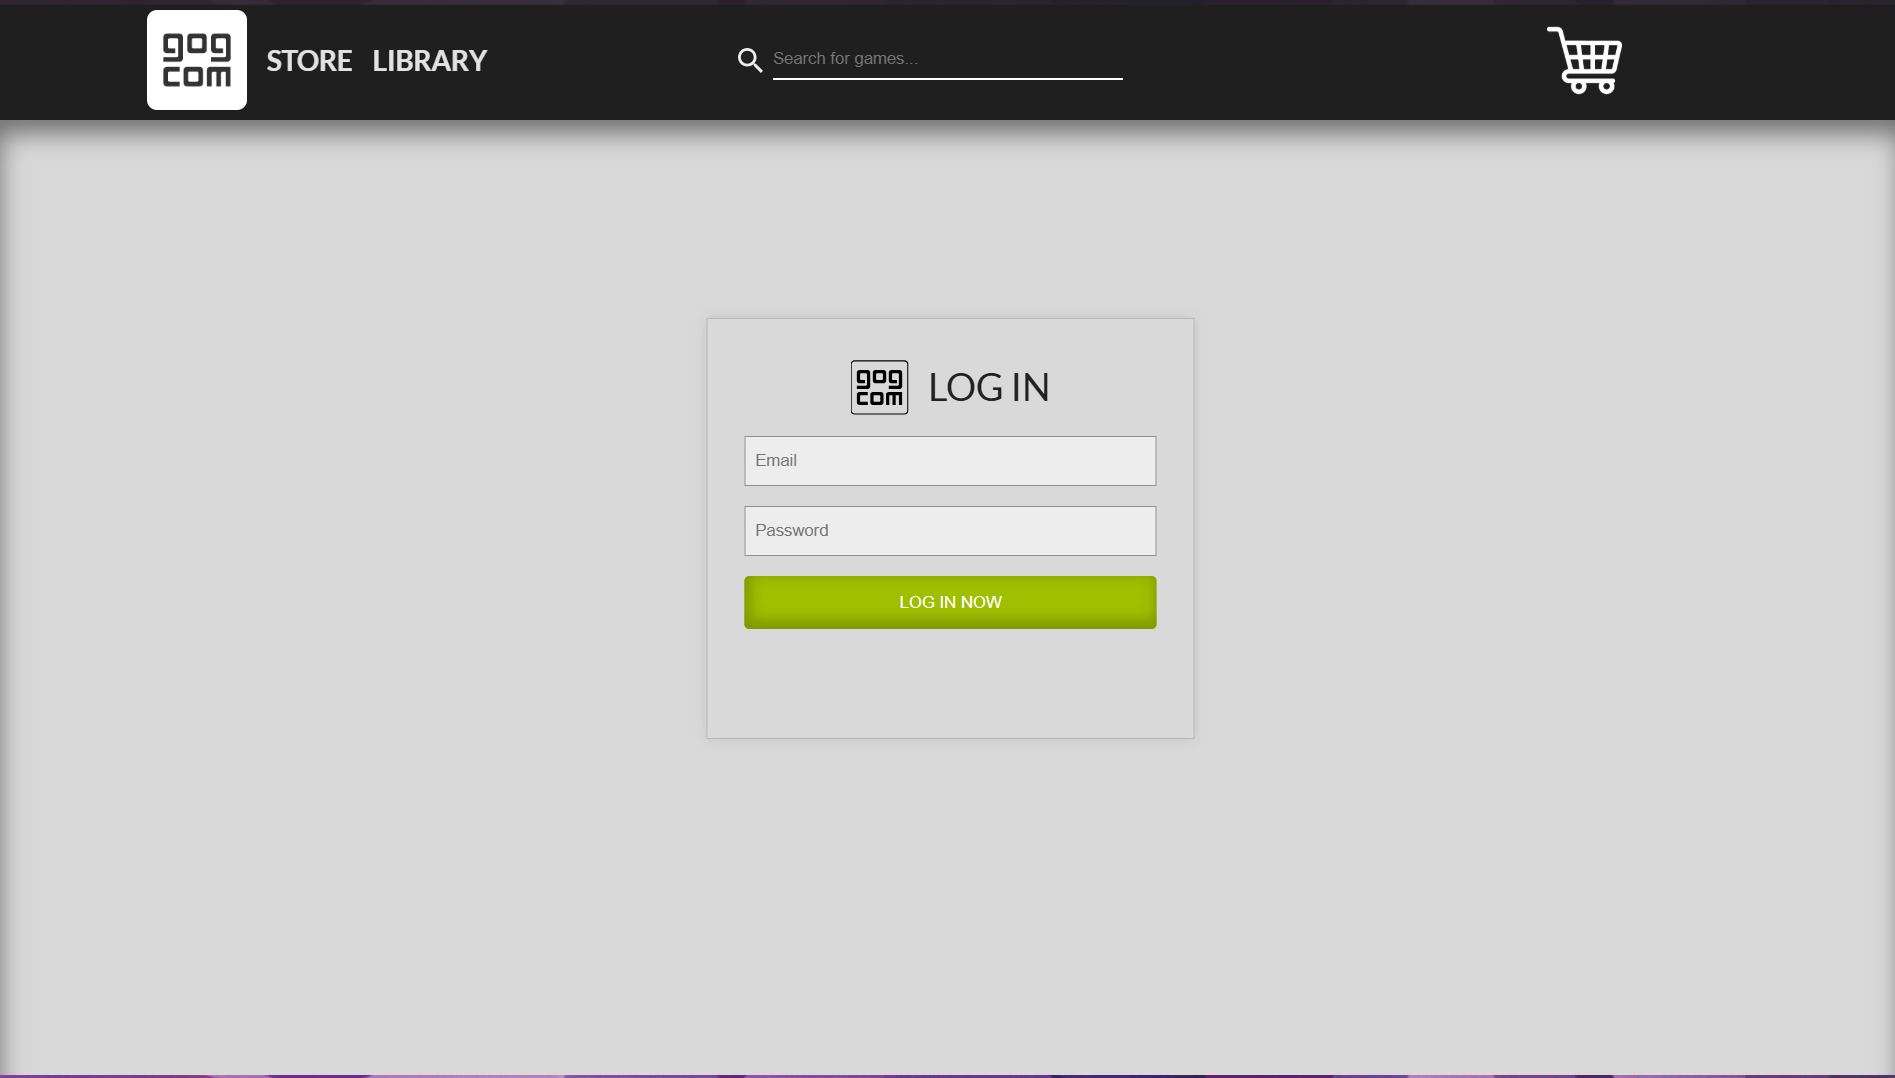 gog
com
STORE LIBRARY
Search for games...
gog
com
LOG IN
Email
Password
LOG IN NOW